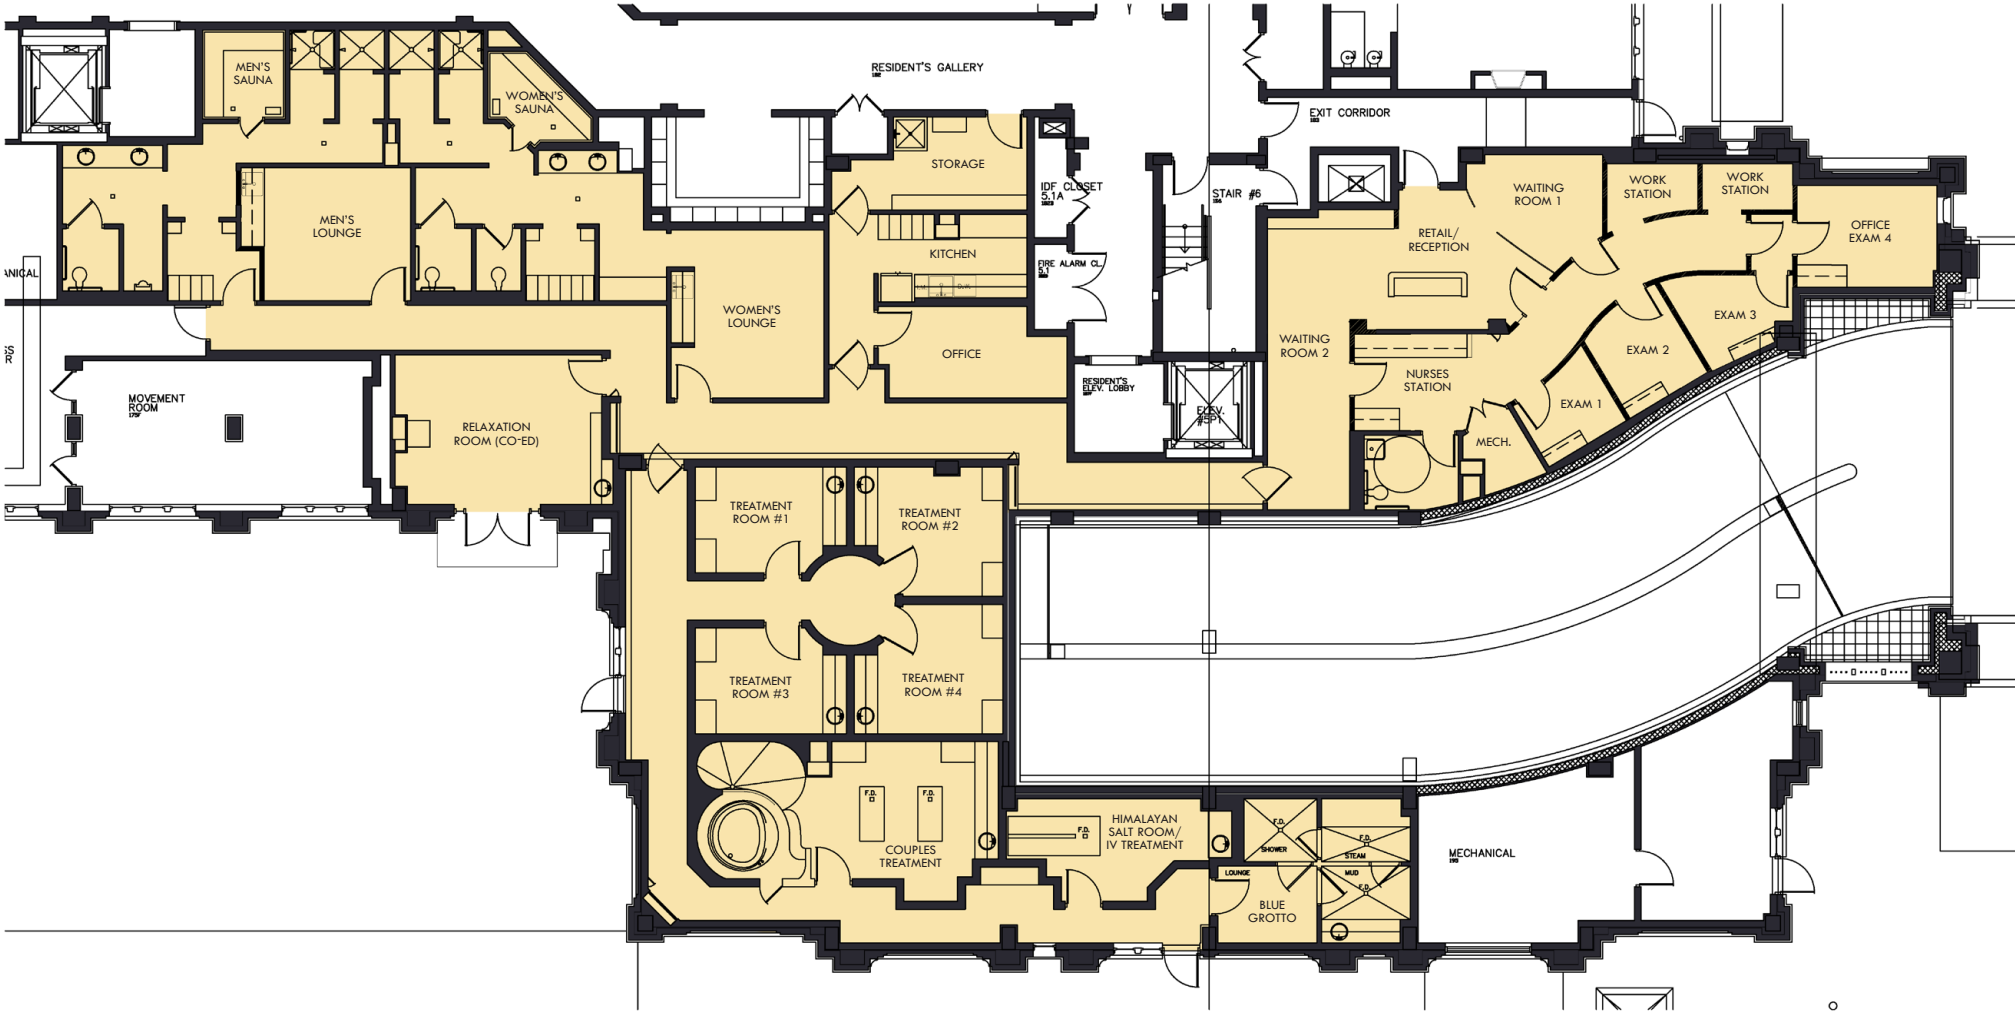 MEN'S
SAUNA
WOMEN'S
SAUNA
RESIDENT'S GALLERY
EXIT CORRIDOR
STORAGE
IDF CLOSET
5.1A
STAIR #6
WAITING
ROOM 1
WORK
STATION
WORK
STATION
OFFICE
EXAM 4
MEN'S
LOUNGE
RETAIL/
RECEPTION
KITCHEN
FIRE ALARM CL.
5.1
ANICAL
WOMEN'S
LOUNGE
EXAM 3
OFFICE
WAITING
ROOM 2
EXAM 2
NURSES
STATION
RESIDENT'S
ELEV. LOBBY
MOVEMENT
ROOM
ELEV.
#5P1
EXAM 1
RELAXATION
ROOM (CO-ED)
MECH.
TREATMENT
ROOM #1
TREATMENT
ROOM #2
TREATMENT
ROOM #3
TREATMENT
ROOM #4
F.D.
F.D.
COUPLES
TREATMENT
HIMALAYAN
SALT ROOM/
IV TREATMENT
F.D.
F.D.
SHOWER
F.D.
STEAM
LOUNGE
MUD
F.D.
BLUE
GROTTO
MECHANICAL